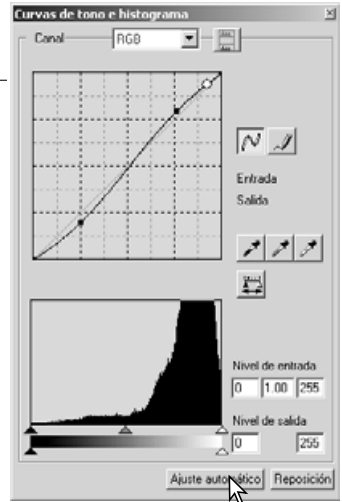 Curvas de tono e histograma
Canal RGB
Entrada
Salida
Nivel de entrada
0 1.00 255
Nivel de salida
0 255
Ajuste automático Reposición